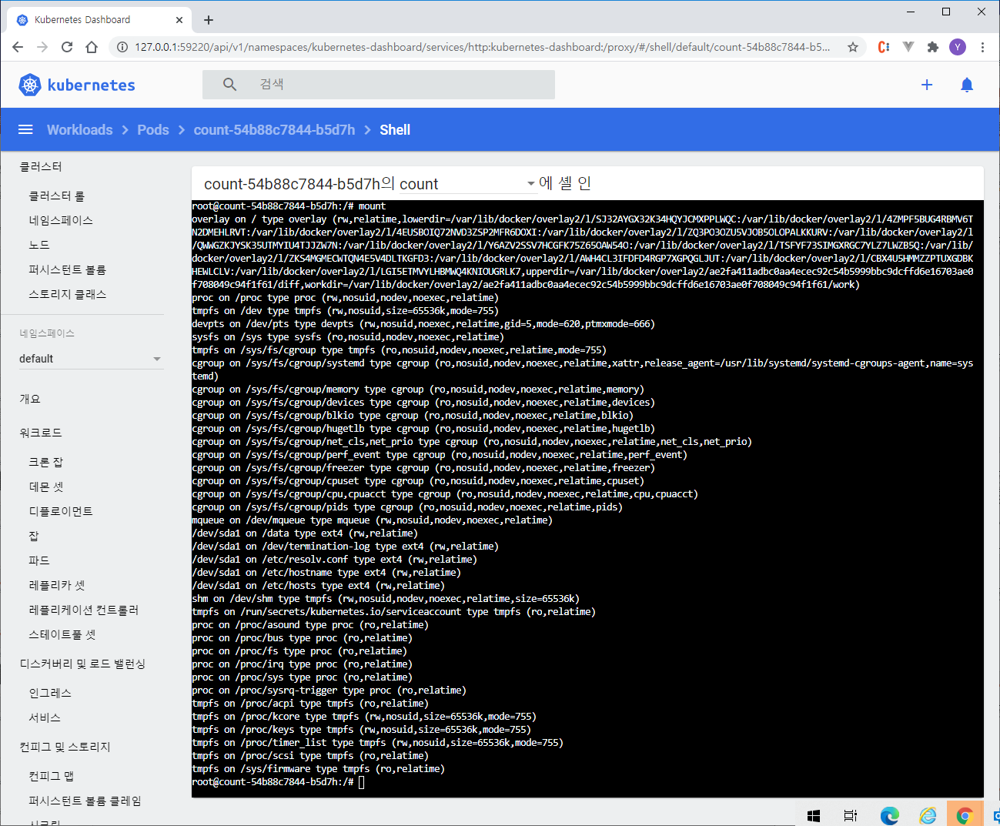 Kubernetes Dashboard
127.0.0.1:59220/api/v1/namespaces/kubernetes-dashboard/services/http:kubernetes-dashboard:/proxy/#/shell/default/count-54b88c7844-b5...
Y
kubernetes
검색
Workloads > Pods > count-54b88c7844-b5d7h > Shell
클러스터
클러스터 롤
네임스페이스
노드
퍼시스턴트 볼륨
스토리지 클래스
네임스페이스
default
개요
워크로드
크론 잡
데몬 셋
디플로이먼트
잡
파드
레플리카 셋
레플리케이션 컨트롤러
스테이트풀 셋
디스커버리 및 로드 밸런싱
인그레스
서비스
컨피그 및 스토리지
컨피그 맵
퍼시스턴트 볼륨 클레임
count-54b88c7844-b5d7h의 count 에 셸 인
root@count-54b88c7844-b5d7h:/# mount
overlay on / type overlay (rw,relatime,lowerdir=/var/lib/docker/overlay2/l/SJ32AYGX32K34HQYJCMXPPLWQC:/var/lib/docker/overlay2/l/4ZMPF5BUG4RBMV6T
N2DMEHLRVT:/var/lib/docker/overlay2/l/4EUSBOIQ72NVD3ZSP2MFR6DOXI:/var/lib/docker/overlay2/l/ZQ3PO3OZU5VJOB5OLOPALKKURV:/var/lib/docker/overlay2/l
/QWWGZKJYSK35UTMYIU4TJJZW7N:/var/lib/docker/overlay2/l/Y6AZV2SSV7HCGFK75Z65OAW54O:/var/lib/docker/overlay2/l/TSFYF73SIMGXRGC7YLZ7LWZB5Q:/var/lib/
docker/overlay2/l/ZKS4MGMECWTQN4E5V4DLTKGFD3:/var/lib/docker/overlay2/l/AWH4CL3IFDFD4RGP7XGPQGLJUT:/var/lib/docker/overlay2/l/CBX4U5HMMZZPTUXGDBK
HEWLCLV:/var/lib/docker/overlay2/l/LGI5ETMVYLHBMWQ4KNIOUGRLK7,upperdir=/var/lib/docker/overlay2/ae2fa411adbc0aa4ecec92c54b5999bbc9dcffd6e16703ae0
f708049c94f1f61/diff,workdir=/var/lib/docker/overlay2/ae2fa411adbc0aa4ecec92c54b5999bbc9dcffd6e16703ae0f708049c94f1f61/work)
proc on /proc type proc (rw,nosuid,nodev,noexec,relatime)
tmpfs on /dev type tmpfs (rw,nosuid,size=65536k,mode=755)
devpts on /dev/pts type devpts (rw,nosuid,noexec,relatime,gid=5,mode=620,ptmxmode=666)
sysfs on /sys type sysfs (ro,nosuid,nodev,noexec,relatime)
tmpfs on /sys/fs/cgroup type tmpfs (ro,nosuid,nodev,noexec,relatime,mode=755)
cgroup on /sys/fs/cgroup/systemd type cgroup (ro,nosuid,nodev,noexec,relatime,xattr,release_agent=/usr/lib/systemd/systemd-cgroups-agent,name=sys
temd)
cgroup on /sys/fs/cgroup/memory type cgroup (ro,nosuid,nodev,noexec,relatime,memory)
cgroup on /sys/fs/cgroup/devices type cgroup (ro,nosuid,nodev,noexec,relatime,devices)
cgroup on /sys/fs/cgroup/blkio type cgroup (ro,nosuid,nodev,noexec,relatime,blkio)
cgroup on /sys/fs/cgroup/hugetlb type cgroup (ro,nosuid,nodev,noexec,relatime,hugetlb)
cgroup on /sys/fs/cgroup/net_cls,net_prio type cgroup (ro,nosuid,nodev,noexec,relatime,net_cls,net_prio)
cgroup on /sys/fs/cgroup/perf_event type cgroup (ro,nosuid,nodev,noexec,relatime,perf_event)
cgroup on /sys/fs/cgroup/freezer type cgroup (ro,nosuid,nodev,noexec,relatime,freezer)
cgroup on /sys/fs/cgroup/cpuset type cgroup (ro,nosuid,nodev,noexec,relatime,cpuset)
cgroup on /sys/fs/cgroup/cpu,cpuacct type cgroup (ro,nosuid,nodev,noexec,relatime,cpu,cpuacct)
cgroup on /sys/fs/cgroup/pids type cgroup (ro,nosuid,nodev,noexec,relatime,pids)
mqueue on /dev/mqueue type mqueue (rw,nosuid,nodev,noexec,relatime)
/dev/sda1 on /data type ext4 (rw,relatime)
/dev/sda1 on /dev/termination-log type ext4 (rw,relatime)
/dev/sda1 on /etc/resolv.conf type ext4 (rw,relatime)
/dev/sda1 on /etc/hostname type ext4 (rw,relatime)
/dev/sda1 on /etc/hosts type ext4 (rw,relatime)
shm on /dev/shm type tmpfs (rw,nosuid,nodev,noexec,relatime,size=65536k)
tmpfs on /run/secrets/kubernetes.io/serviceaccount type tmpfs (ro,relatime)
proc on /proc/asound type proc (ro,relatime)
proc on /proc/bus type proc (ro,relatime)
proc on /proc/fs type proc (ro,relatime)
proc on /proc/irq type proc (ro,relatime)
proc on /proc/sys type proc (ro,relatime)
proc on /proc/sysrq-trigger type proc (ro,relatime)
tmpfs on /proc/acpi type tmpfs (ro,relatime)
tmpfs on /proc/kcore type tmpfs (rw,nosuid,size=65536k,mode=755)
tmpfs on /proc/keys type tmpfs (rw,nosuid,size=65536k,mode=755)
tmpfs on /proc/timer_list type tmpfs (rw,nosuid,size=65536k,mode=755)
tmpfs on /proc/scsi type tmpfs (ro,relatime)
tmpfs on /sys/firmware type tmpfs (ro,relatime)
root@count-54b88c7844-b5d7h:/#